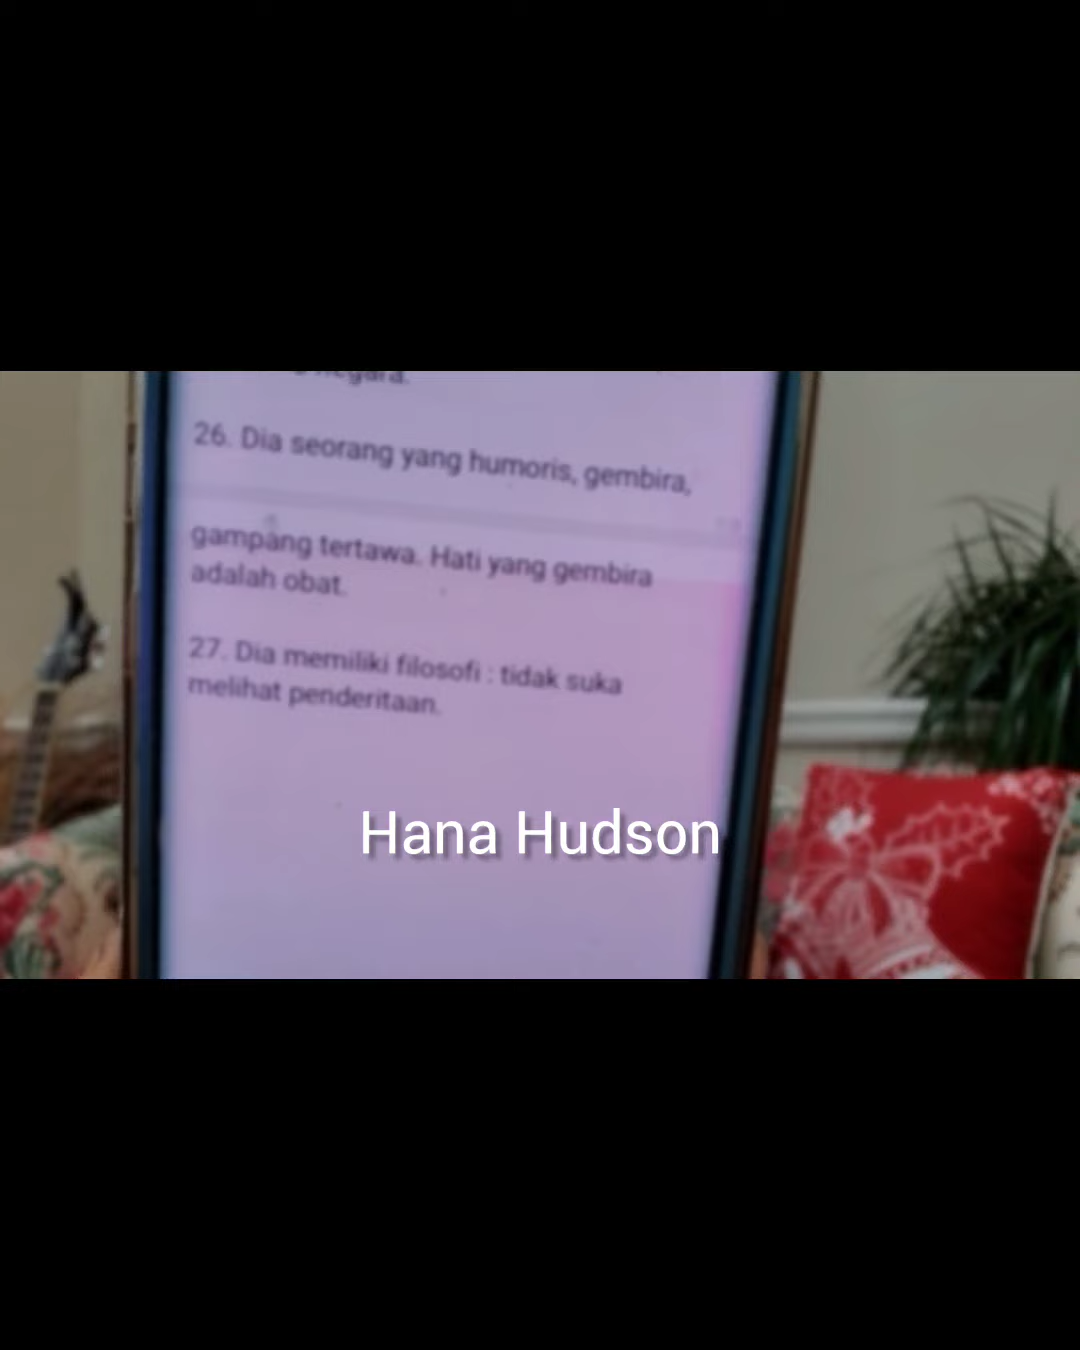 negara.
26. Dia seorang yang humoris, gembira,
gampang tertawa. Hati yang gembira
adalah obat.
27. Dia memiliki filosofi : tidak suka
melihat penderitaan.
Hana Hudson